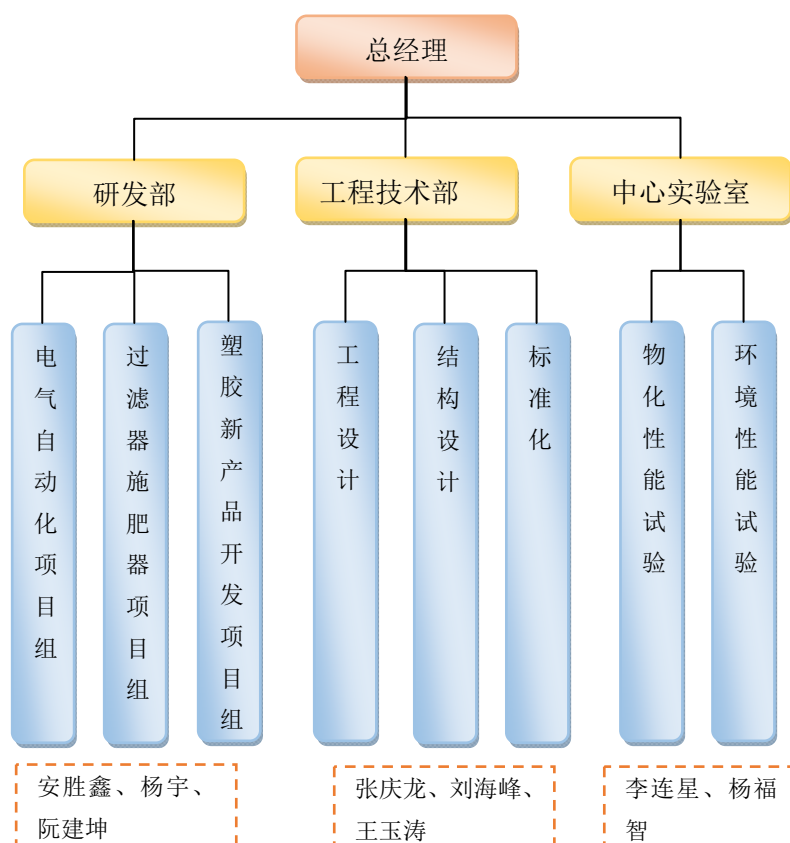 总经理
研发部
工程技术部
中心实验室
电气自动化项目组
过滤器施肥器项目组
塑胶新产品开发项目组
工程设计
结构设计
标准化
物化性能试验
环境性能试验
安胜鑫、杨宇、
阮建坤
张庆龙、刘海峰、
王玉涛
李连星、杨福
智